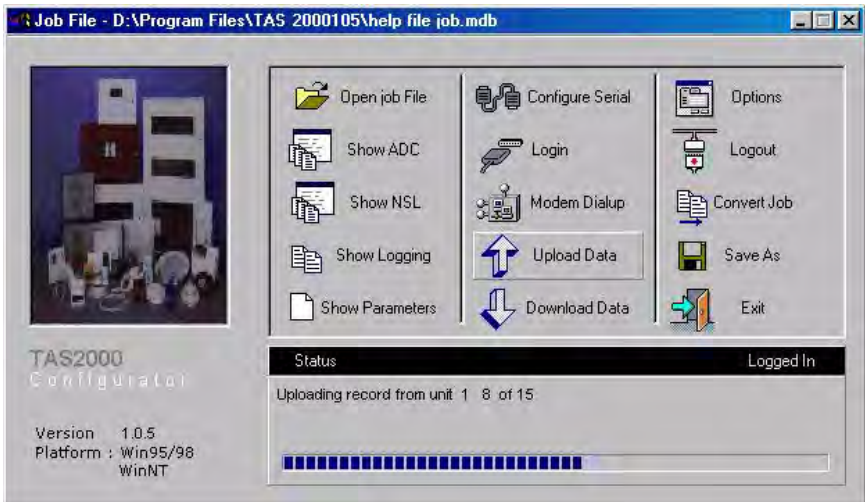 Job File - D:\Program Files\TAS 2000105\help file job.mdb
Open job File
Configure Serial
Options
Show ADC
Login
Logout
Show NSL
Modem Dialup
Convert Job
Show Logging
Upload Data
Save As
Show Parameters
Download Data
Exit
TAS2000
Configurator
Status
Logged In
Uploading record from unit 1 8 of 15
Version 1.0.5
Platform : Win95/98
WinNT